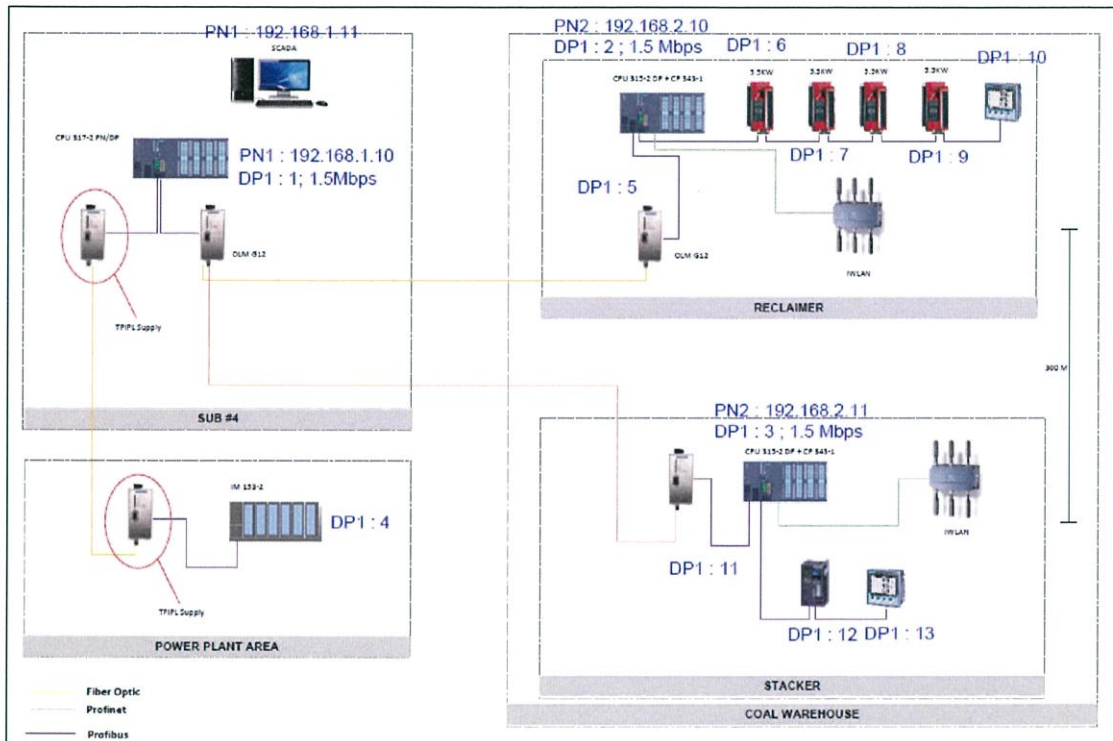 PN1 : 192.168.1.11
SCADA
CPU 317-2 PN/DP
PN1 : 192.168.1.10
DP1 : 1; 1.5Mbps
OLM G12
TPIPL Supply
SUB #4
IM 153-2
DP1 : 4
TPIPL Supply
POWER PLANT AREA
Fiber Optic
Profinet
Profibus
PN2 : 192.168.2.10
DP1 : 2 ; 1.5 Mbps
DP1 : 6
DP1 : 8
DP1 : 10
CPU 315-2 DP + CP 343-1
3.5KW
3.5KW
3.5KW
3.5KW
DP1 : 7
DP1 : 9
DP1 : 5
OLM G12
IWLAN
RECLAIMER
300 M
PN2 : 192.168.2.11
DP1 : 3 ; 1.5 Mbps
CPU 315-2 DP + CP 343-1
IWLAN
DP1 : 11
DP1 : 12
DP1 : 13
STACKER
COAL WAREHOUSE